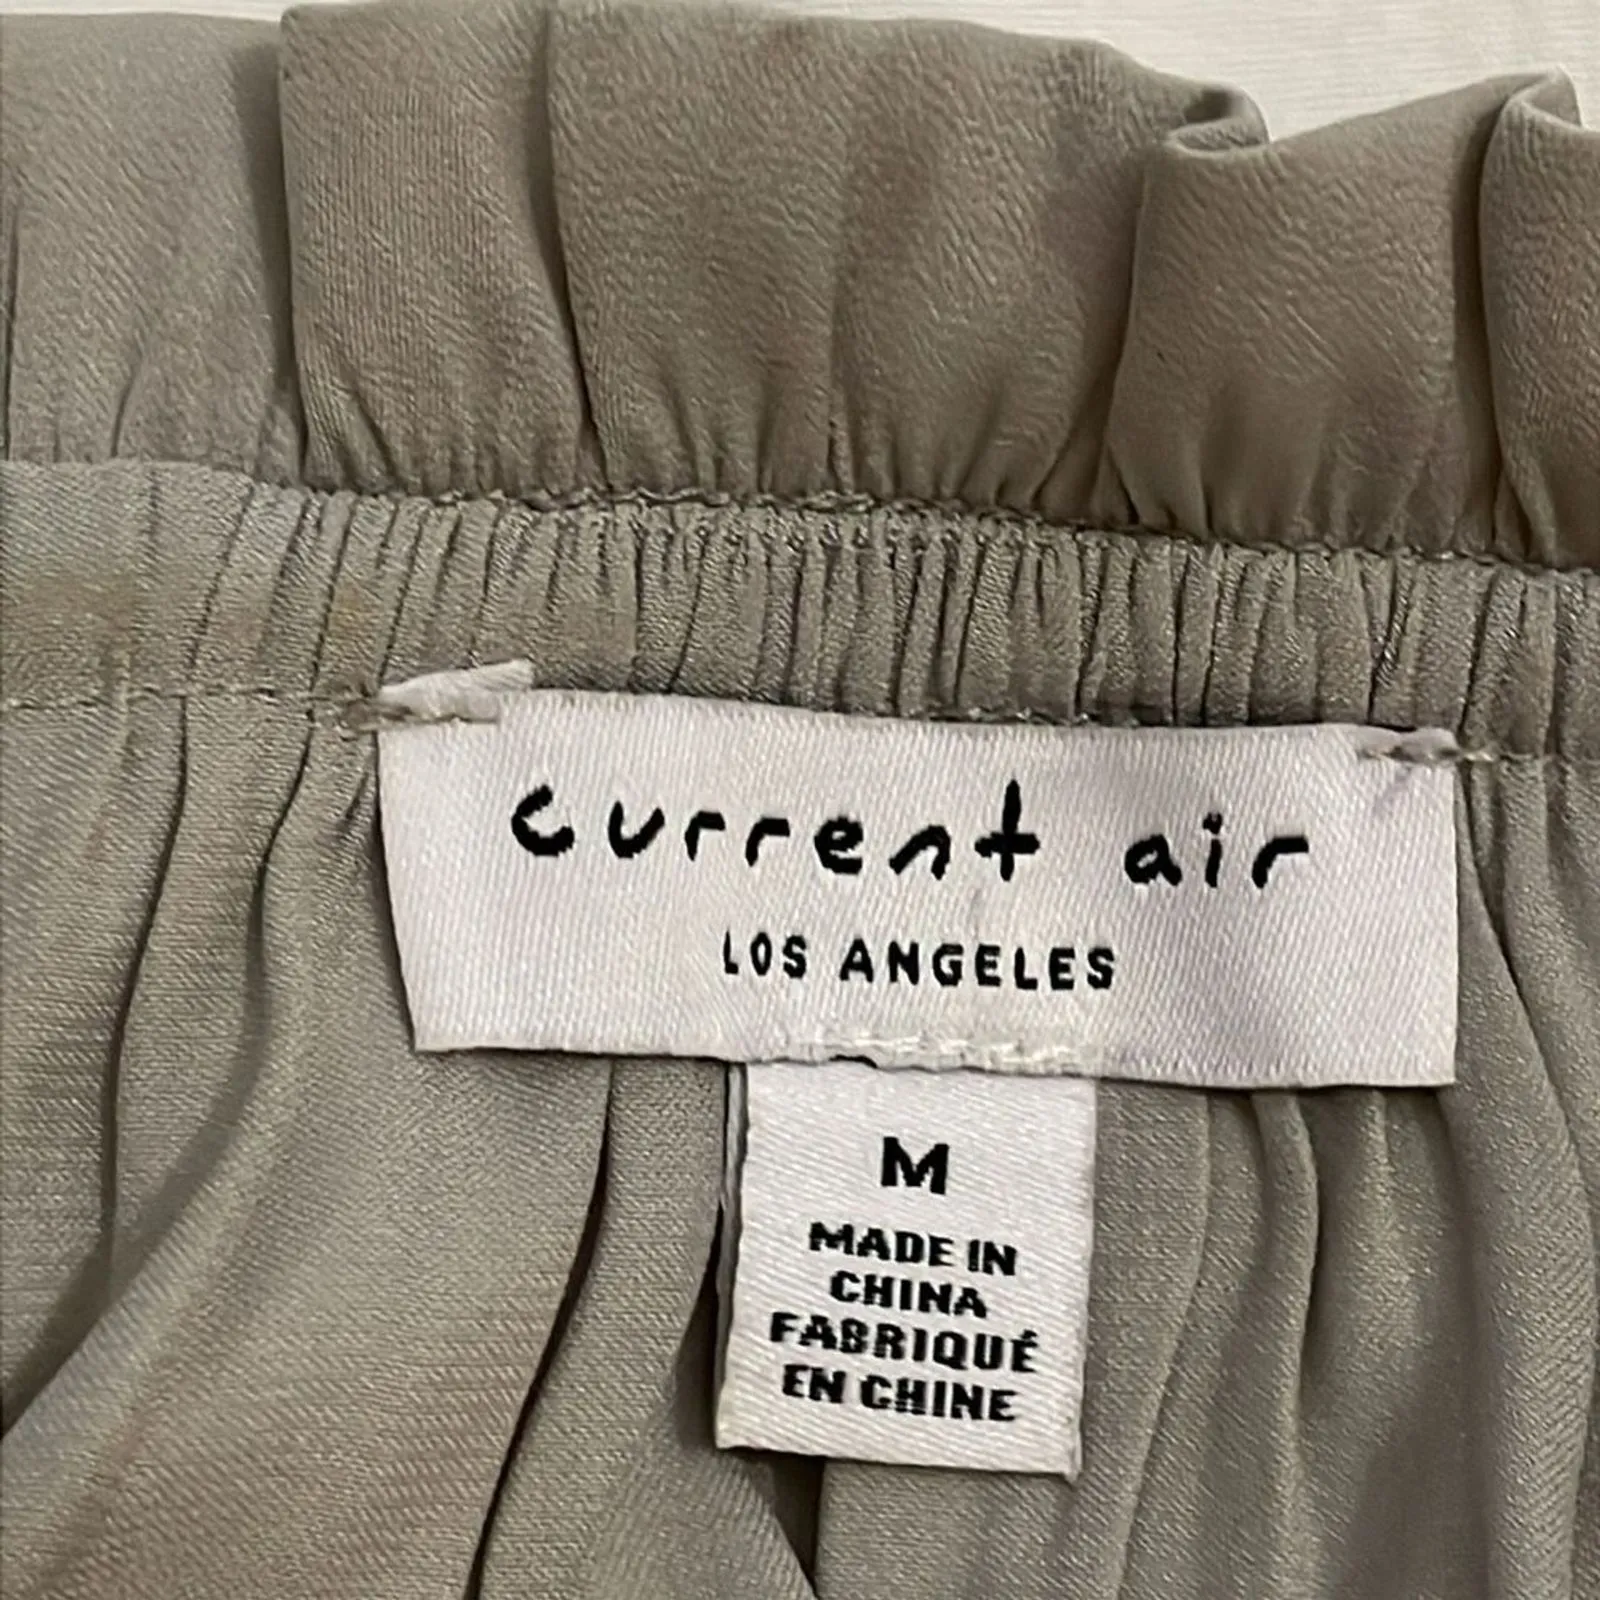 current air
LOS ANGELES
M
MADE IN
CHINA
FABRIQUÉ
EN CHINE